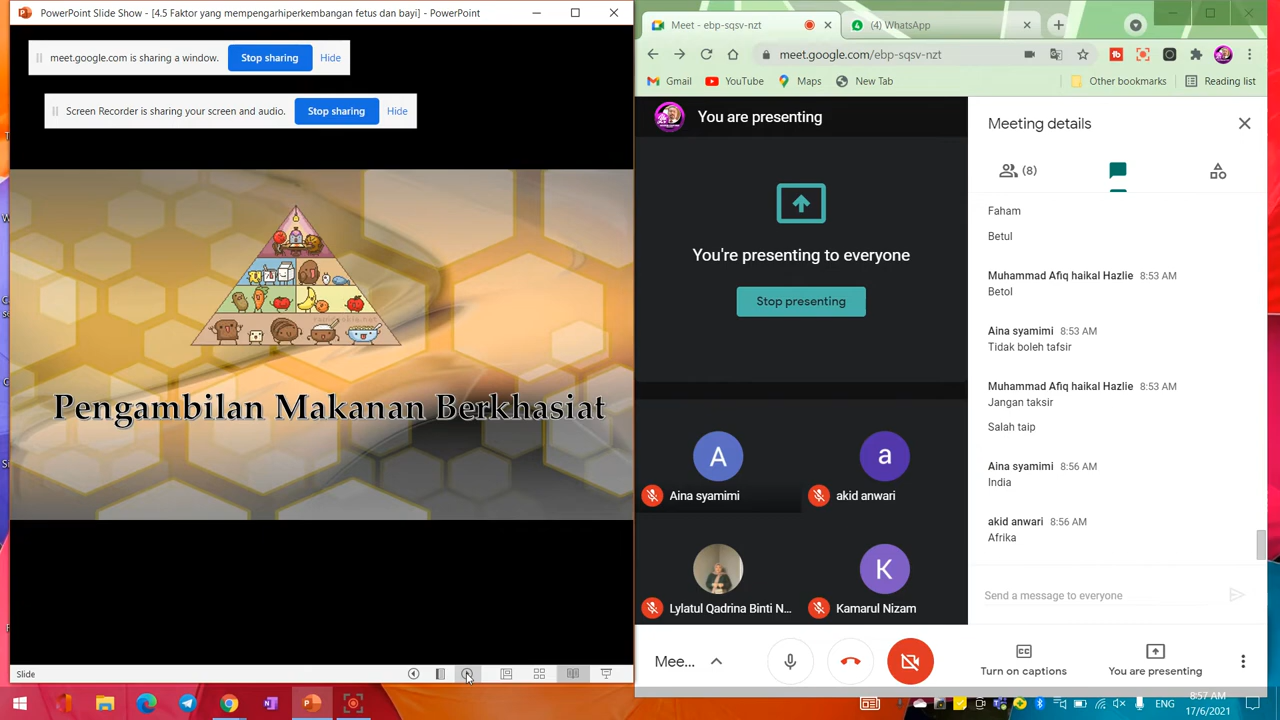 PowerPoint Slide Show - [4.5 Faktor yang mempengarhiperkembangan fetus dan bayi] - PowerPoint
meet.google.com is sharing a window.
Stop sharing
Hide
Screen Recorder is sharing your screen and audio.
Stop sharing
Hide
Pengambilan Makanan Berkhasiat
Slide
Meet - ebp-sqsv-nzt
(4) WhatsApp
meet.google.com/ebp-sqsv-nzt
Gmail
YouTube
Maps
New Tab
Other bookmarks
Reading list
You are presenting
You're presenting to everyone
Stop presenting
A
Aina syamimi
a
akid anwari
Lylatul Qadrina Binti N...
K
Kamarul Nizam
Meeting details
(8)
Faham
Betul
Muhammad Afiq haikal Hazlie 8:53 AM
Betol
Aina syamimi 8:53 AM
Tidak boleh tafsir
Muhammad Afiq haikal Hazlie 8:53 AM
Jangan taksir
Salah taip
Aina syamimi 8:56 AM
India
akid anwari 8:56 AM
Afrika
Send a message to everyone
Mee...
Turn on captions
You are presenting
ENG
8:57 AM
17/6/2021